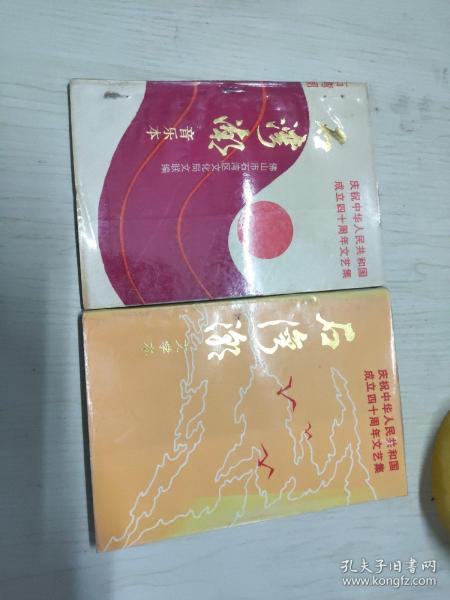 庆祝中华人民共和国
成立四十周年文艺集
石湾潮
音乐本
佛山市石湾区文化局文联编
庆祝中华人民共和国
成立四十周年文艺集
石湾潮
文学本
孔夫子旧书网
www.kongfz.com